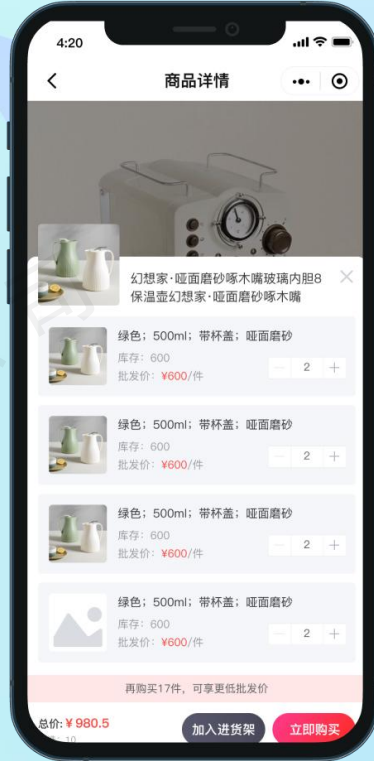 4:20
商品详情
幻想家·哑面磨砂啄木嘴玻璃内胆8
保温壶幻想家·哑面磨砂啄木嘴
绿色；500ml；带杯盖；哑面磨砂
库存：600
批发价：¥600/件
2
绿色；500ml；带杯盖；哑面磨砂
库存：600
批发价：¥600/件
2
绿色；500ml；带杯盖；哑面磨砂
库存：600
批发价：¥600/件
2
绿色；500ml；带杯盖；哑面磨砂
库存：600
批发价：¥600/件
2
再购买17件，可享更低批发价
总价:¥980.5
加入进货架
立即购买